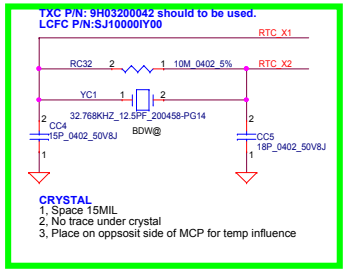 TXC P/N: 9H03200042 should to be used.
LCFC P/N:SJ10000IY00
RTC_X1
RC32 2 1 10M_0402_5% RTC_X2
YC1 1 2
32.768KHZ_12.5PF_200458-PG14
BDW@
2 2
CC4 CC5
15P_0402_50V8J 18P_0402_50V8J
1 1
CRYSTAL
1, Space 15MIL
2, No trace under crystal
3, Place on oppsosit side of MCP for temp influence